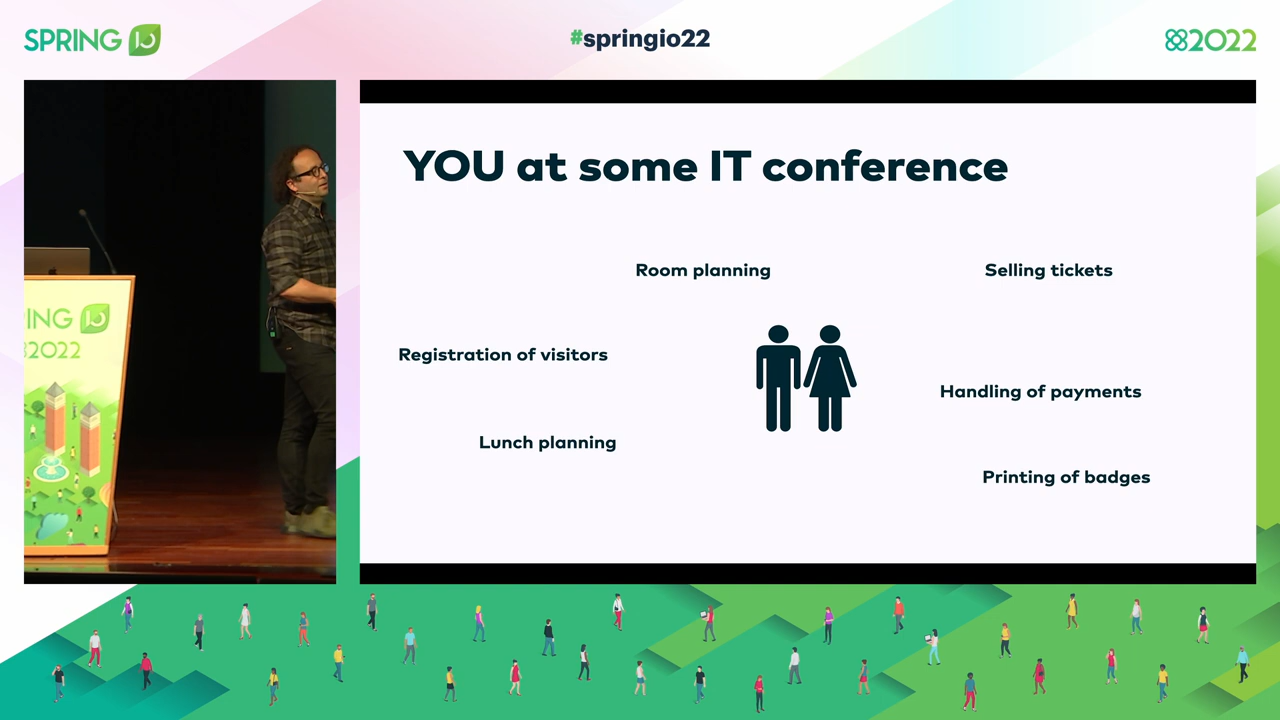 SPRING IO
#springio22
2022
YOU at some IT conference
Room planning
Selling tickets
Registration of visitors
Handling of payments
Lunch planning
Printing of badges
ING IO
2022